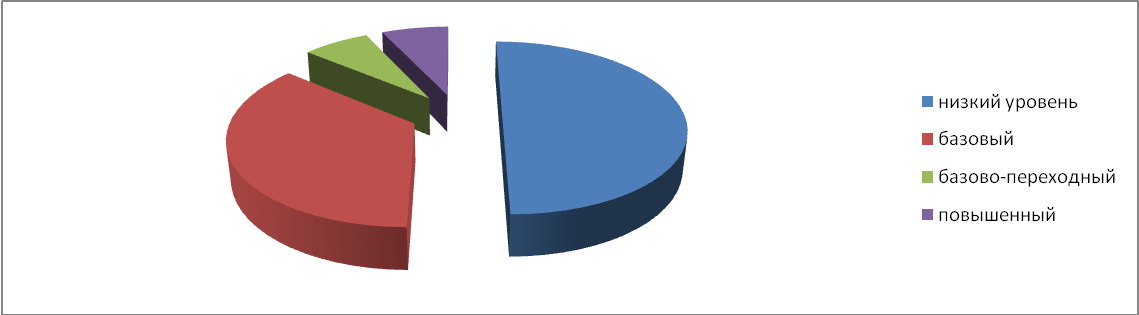 низкий уровень
базовый
базово-переходный
повышенный